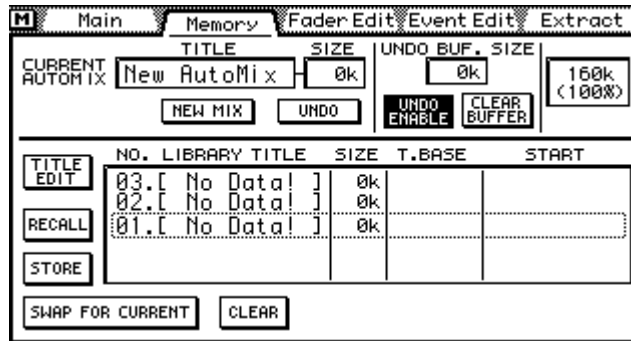 M Main Memory Fader Edit Event Edit Extract
TITLE SIZE UNDO BUF. SIZE
CURRENT AUTOMIX New AutoMix 0k 0k 160k (100%)
NEW MIX UNDO UNDO ENABLE CLEAR BUFFER
NO. LIBRARY TITLE SIZE T.BASE START
TITLE EDIT
03.[ No Data! ] 0k
02.[ No Data! ] 0k
RECALL 01.[ No Data! ] 0k
STORE
SWAP FOR CURRENT CLEAR